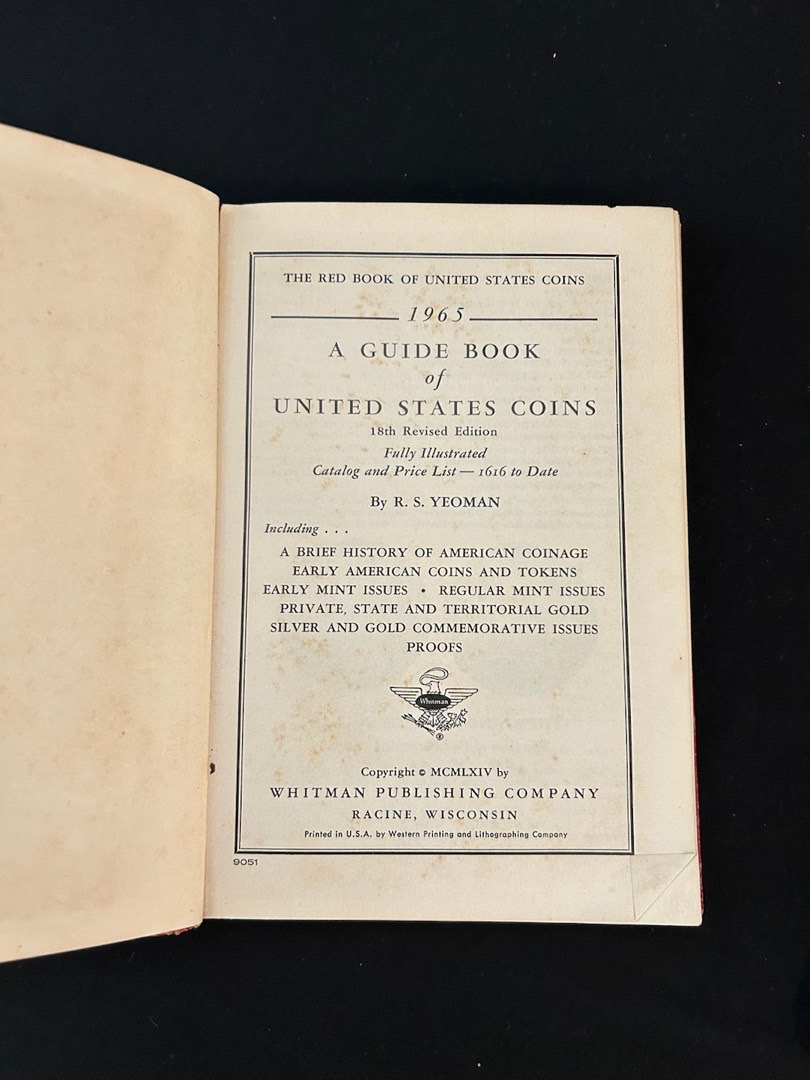 THE RED BOOK OF UNITED STATES COINS
1965
A GUIDE BOOK
of
UNITED STATES COINS
18th Revised Edition
Fully Illustrated
Catalog and Price List — 1616 to Date
By R. S. YEOMAN
Including . . .
A BRIEF HISTORY OF AMERICAN COINAGE
EARLY AMERICAN COINS AND TOKENS
EARLY MINT ISSUES • REGULAR MINT ISSUES
PRIVATE, STATE AND TERRITORIAL GOLD
SILVER AND GOLD COMMEMORATIVE ISSUES
PROOFS
Whitman
®
Copyright © MCMLXIV by
WHITMAN PUBLISHING COMPANY
RACINE, WISCONSIN
Printed in U.S.A. by Western Printing and Lithographing Company
9051